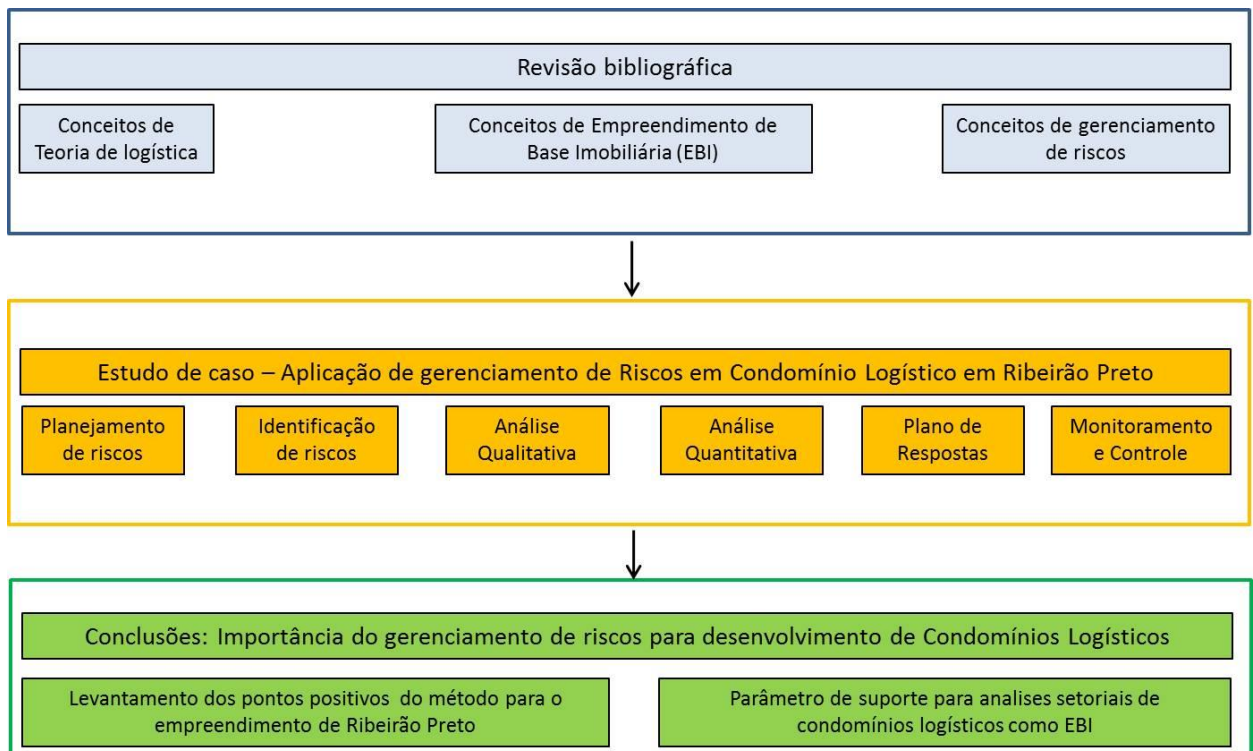 Revisão bibliográfica
Conceitos de
Teoria de logística
Conceitos de Empreendimento de
Base Imobiliária (EBI)
Conceitos de gerenciamento
de riscos
Estudo de caso – Aplicação de gerenciamento de Riscos em Condomínio Logístico em Ribeirão Preto
Planejamento
de riscos
Identificação
de riscos
Análise
Qualitativa
Análise
Quantitativa
Plano de
Respostas
Monitoramento
e Controle
Conclusões: Importância do gerenciamento de riscos para desenvolvimento de Condomínios Logísticos
Levantamento dos pontos positivos do método para o
empreendimento de Ribeirão Preto
Parâmetro de suporte para analises setoriais de
condomínios logísticos como EBI